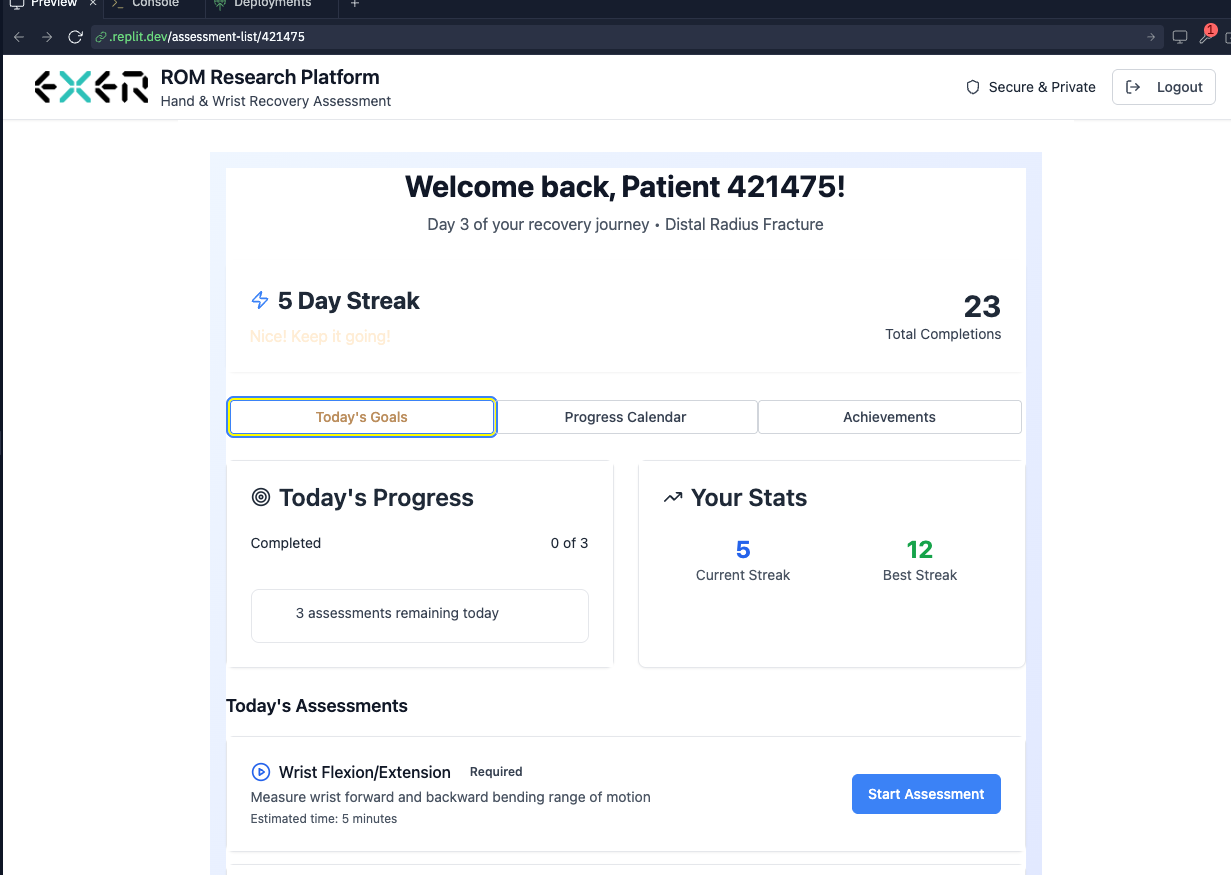 Preview × Console Deployments +
.replit.dev/assessment-list/421475
1
EXER
ROM Research Platform
Hand & Wrist Recovery Assessment
Secure & Private
Logout
Welcome back, Patient 421475!
Day 3 of your recovery journey • Distal Radius Fracture
5 Day Streak
Nice! Keep it going!
23
Total Completions
Today's Goals
Progress Calendar
Achievements
Today's Progress
Completed
0 of 3
3 assessments remaining today
Your Stats
5
Current Streak
12
Best Streak
Today's Assessments
Wrist Flexion/Extension
Required
Measure wrist forward and backward bending range of motion
Estimated time: 5 minutes
Start Assessment